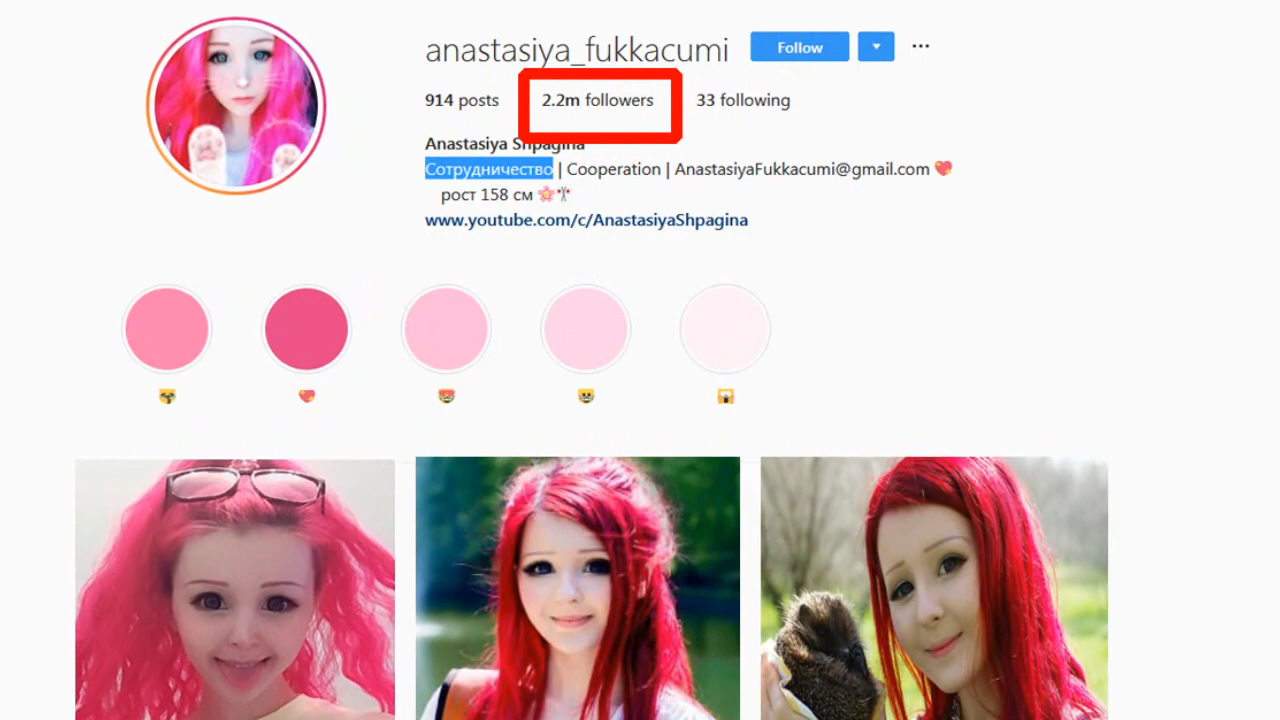 anastasiya_fukkacumi Follow
914 posts 2.2m followers 33 following
Anastasiya Shpagina
Сотрудничество | Cooperation | AnastasiyaFukkacumi@gmail.com 💖
рост 158 см 🌸🎌
www.youtube.com/c/AnastasiyaShpagina